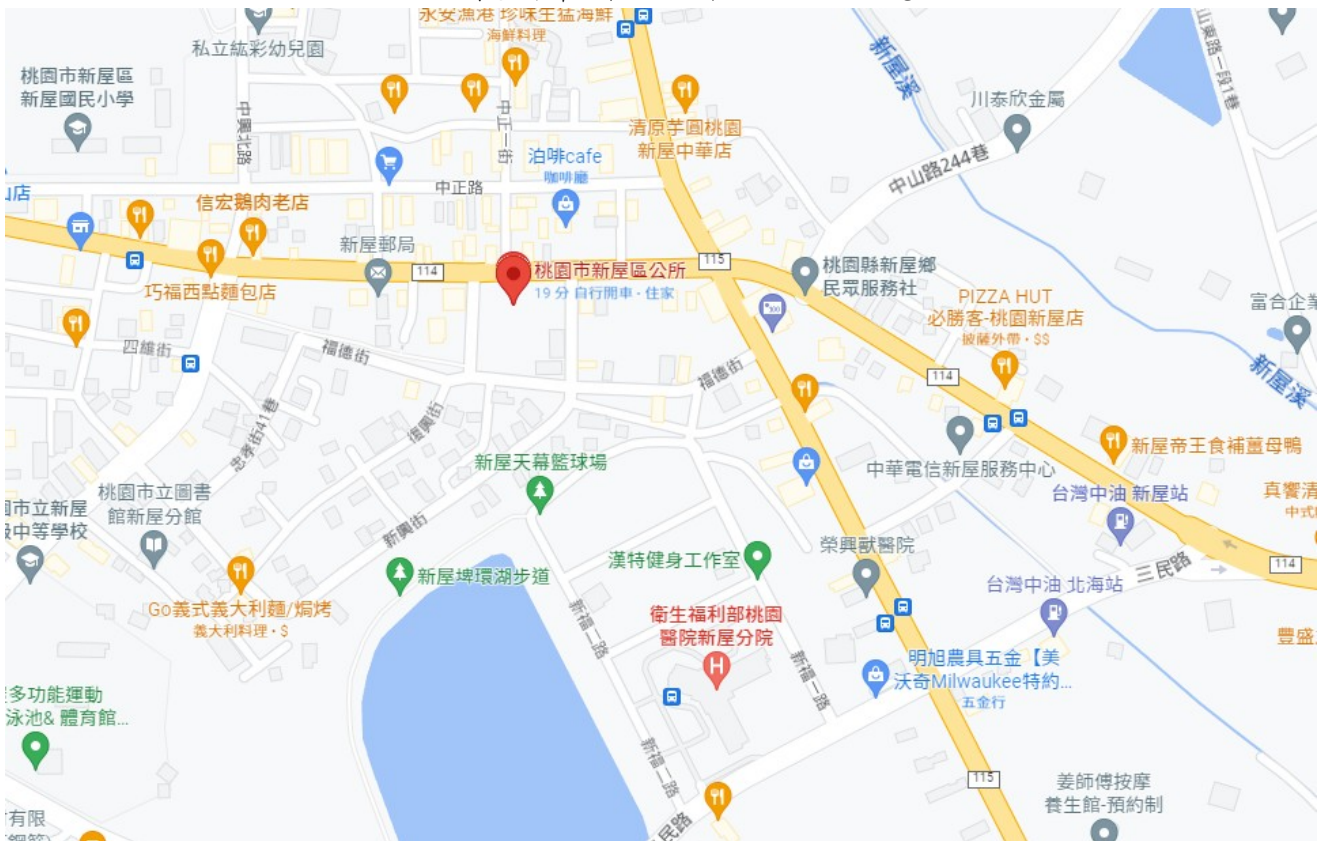 永安漁港 珍味生猛海鮮
海鮮料理
私立紘彩幼兒園
桃園市新屋區
新屋國民小學
中興北路
中正一街
清原芋圓桃園
新屋中華店
新屋溪
川泰欣金屬
山東路一段1巷
中山路244巷
泊啡cafe
咖啡廳
中正路
山店
信宏鵝肉老店
新屋郵局
114
桃園市新屋區公所
19 分 自行開車・住家
115
桃園縣新屋鄉
民眾服務社
巧福西點麵包店
PIZZA HUT
必勝客-桃園新屋店
披薩外帶・$$
富合企業
四維街
福德街
福德街
114
新屋溪
忠孝街41巷
復興街
新屋天幕籃球場
中華電信新屋服務中心
新屋帝王食補薑母鴨
台灣中油 新屋站
真饗清
中式
桃園市立圖書
館新屋分館
園市立新屋
級中等學校
新興街
新屋埤環湖步道
漢特健身工作室
榮興獸醫院
三民路
114
台灣中油 北海站
Go義式義大利麵/焗烤
義大利料理・$
新福二路
衛生福利部桃園
醫院新屋分院
H
新福一路
明旭農具五金【美
沃奇Milwaukee特約...
五金行
豐盛
多功能運動
泳池& 體育館...
新福二路
115
姜師傅按摩
養生館-預約制
有限
民路